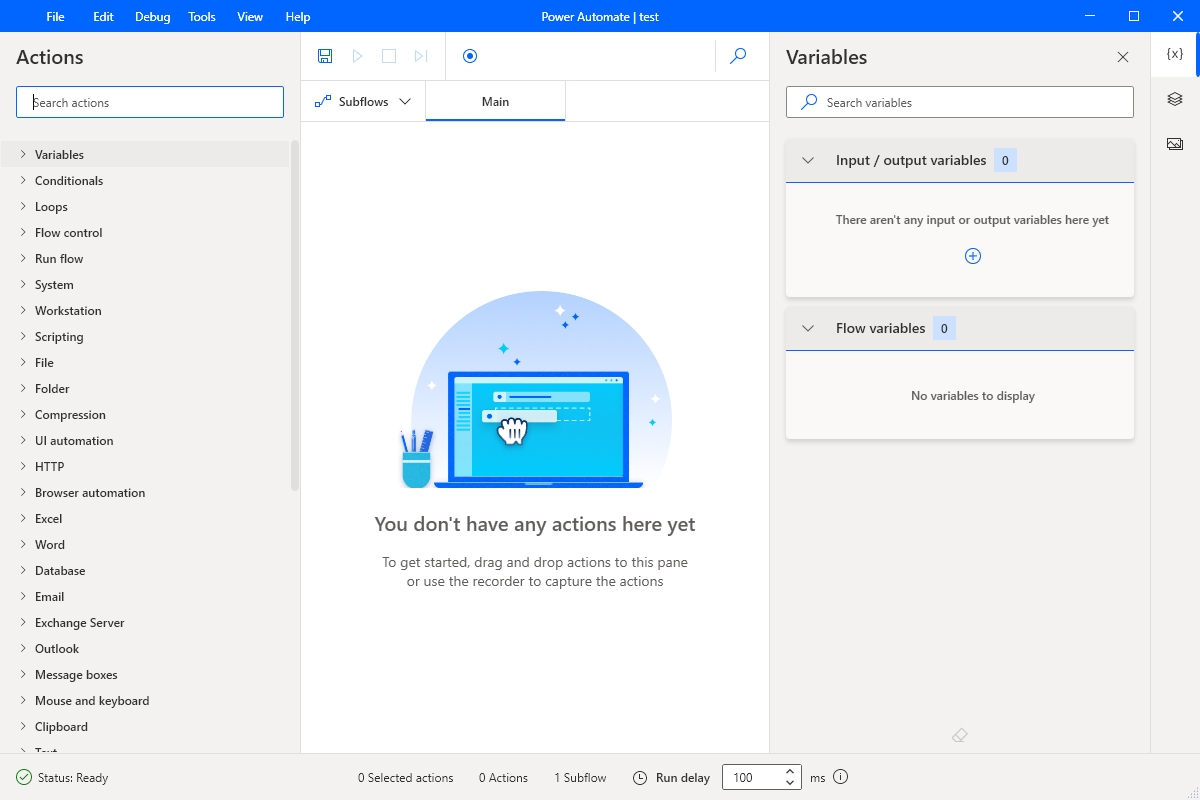 File Edit Debug Tools View Help
Power Automate | test
Actions
Search actions
Variables
Conditionals
Loops
Flow control
Run flow
System
Workstation
Scripting
File
Folder
Compression
UI automation
HTTP
Browser automation
Excel
Word
Database
Email
Exchange Server
Outlook
Message boxes
Mouse and keyboard
Clipboard
Text
Subflows
Main
You don't have any actions here yet
To get started, drag and drop actions to this pane
or use the recorder to capture the actions
Variables
Search variables
{x}
Input / output variables 0
There aren't any input or output variables here yet
Flow variables 0
No variables to display
Status: Ready
0 Selected actions
0 Actions
1 Subflow
Run delay
100
ms